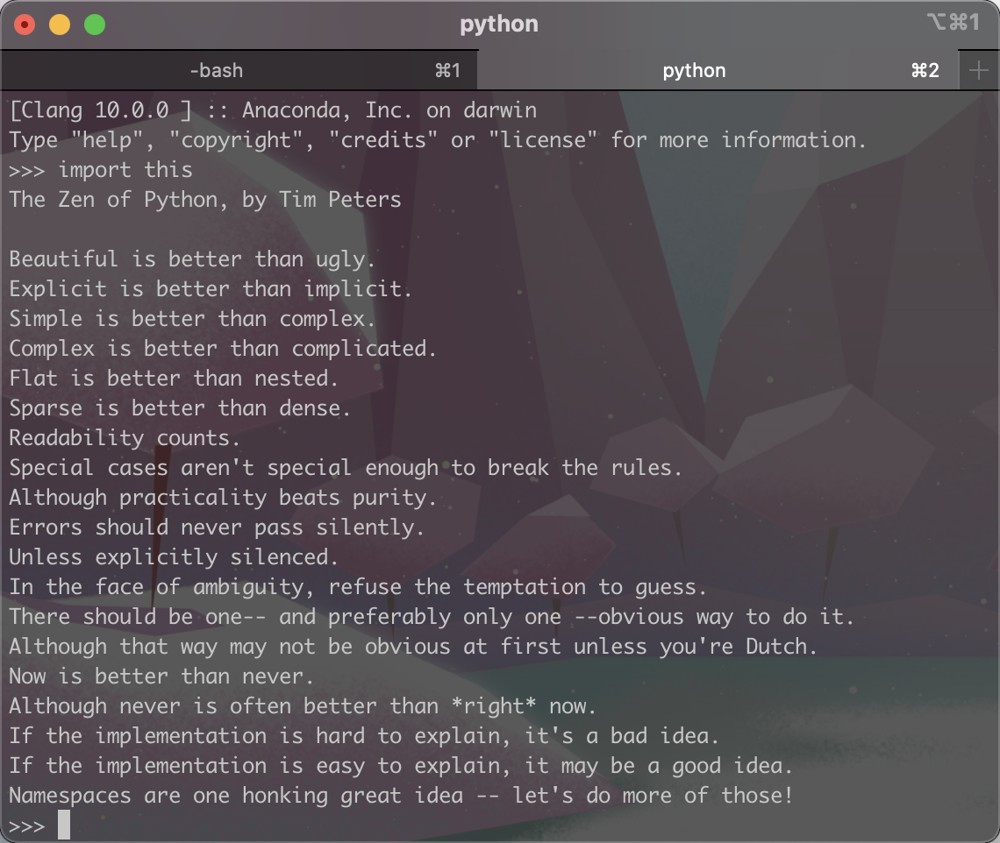 python ⌥⌘1
-bash ⌘1 python ⌘2 +
[Clang 10.0.0 ] :: Anaconda, Inc. on darwin
Type "help", "copyright", "credits" or "license" for more information.
>>> import this
The Zen of Python, by Tim Peters

Beautiful is better than ugly.
Explicit is better than implicit.
Simple is better than complex.
Complex is better than complicated.
Flat is better than nested.
Sparse is better than dense.
Readability counts.
Special cases aren't special enough to break the rules.
Although practicality beats purity.
Errors should never pass silently.
Unless explicitly silenced.
In the face of ambiguity, refuse the temptation to guess.
There should be one-- and preferably only one --obvious way to do it.
Although that way may not be obvious at first unless you're Dutch.
Now is better than never.
Although never is often better than *right* now.
If the implementation is hard to explain, it's a bad idea.
If the implementation is easy to explain, it may be a good idea.
Namespaces are one honking great idea -- let's do more of those!
>>>